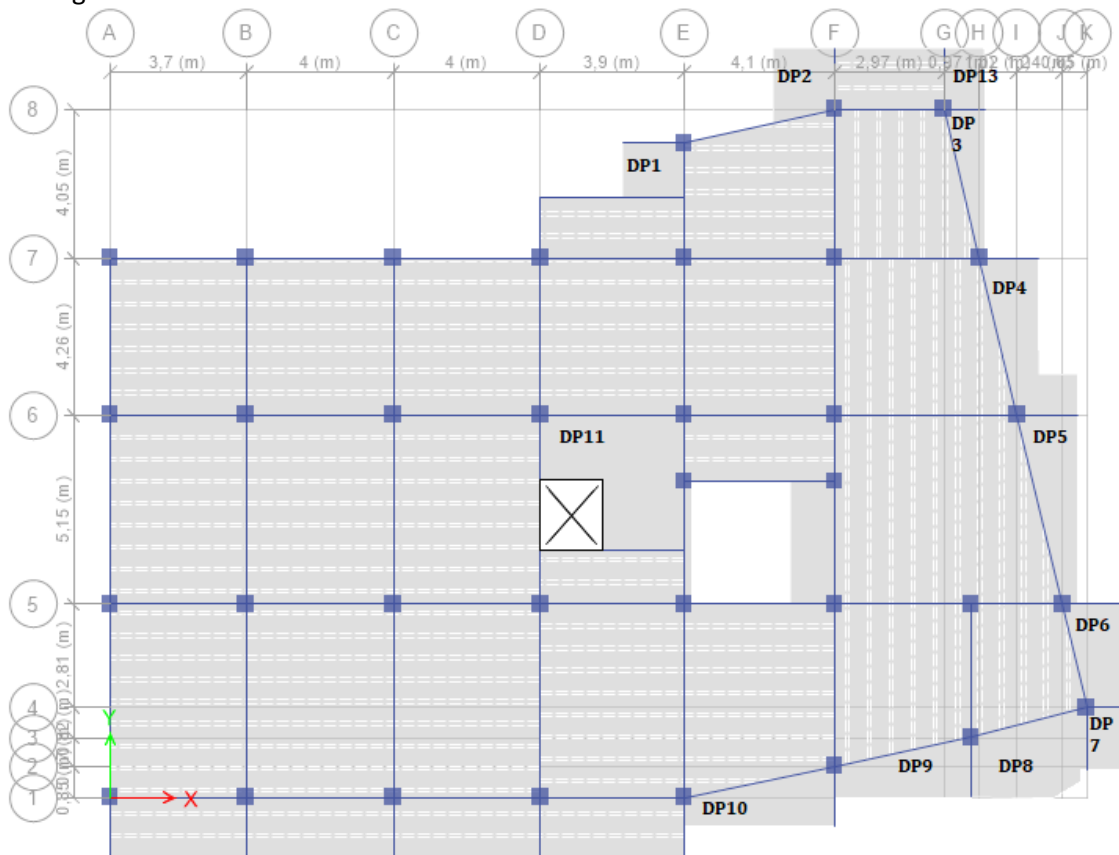 A B C D E F G H I J K
3,7 (m) 4 (m) 4 (m) 3,9 (m) 4,1 (m) 2,97 (m)
DP2 DP13
8
DP
3
DP1
4,05 (m)
7
DP4
4,26 (m)
6
DP11 DP5
5,15 (m)
5
DP6
2,81 (m)
4
Y
DP
7
3
DP9 DP8
2
1
X
DP10